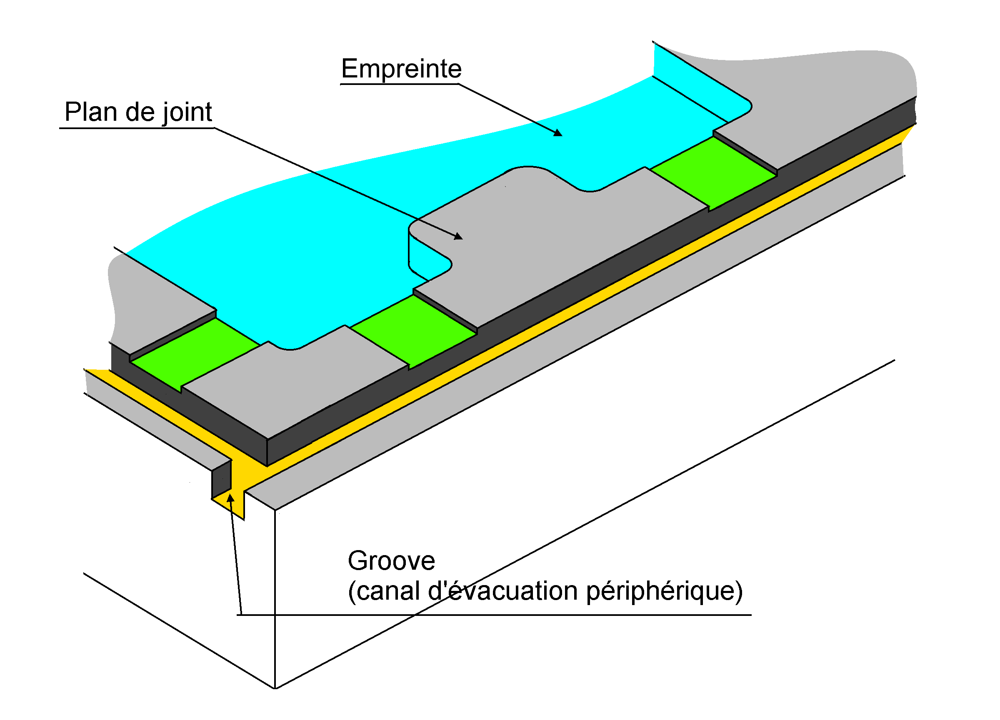 Empreinte
Plan de joint
Groove
(canal d'évacuation périphérique)